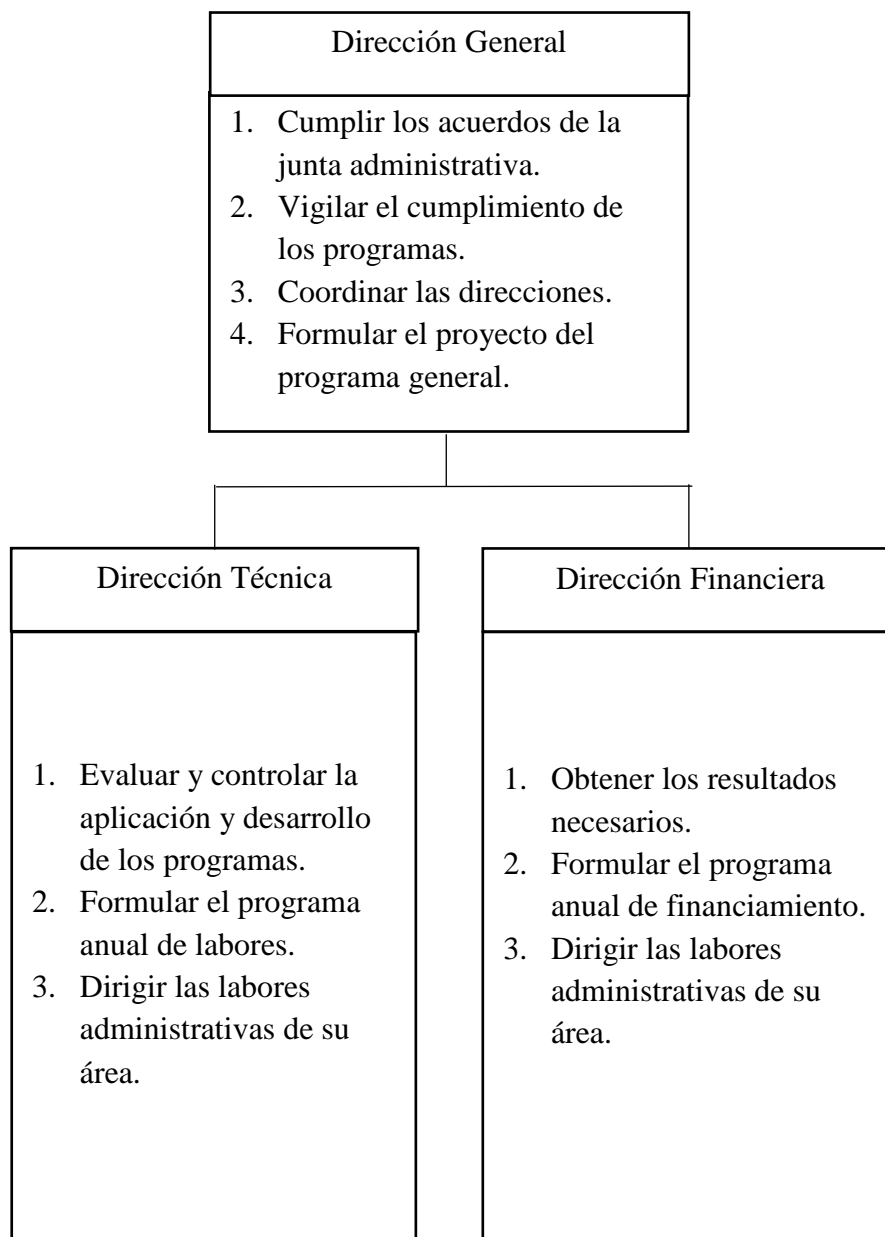 Dirección General
1. Cumplir los acuerdos de la
junta administrativa.
2. Vigilar el cumplimiento de
los programas.
3. Coordinar las direcciones.
4. Formular el proyecto del
programa general.
Dirección Técnica
1. Evaluar y controlar la
aplicación y desarrollo
de los programas.
2. Formular el programa
anual de labores.
3. Dirigir las labores
administrativas de su
área.
Dirección Financiera
1. Obtener los resultados
necesarios.
2. Formular el programa
anual de financiamiento.
3. Dirigir las labores
administrativas de su
área.